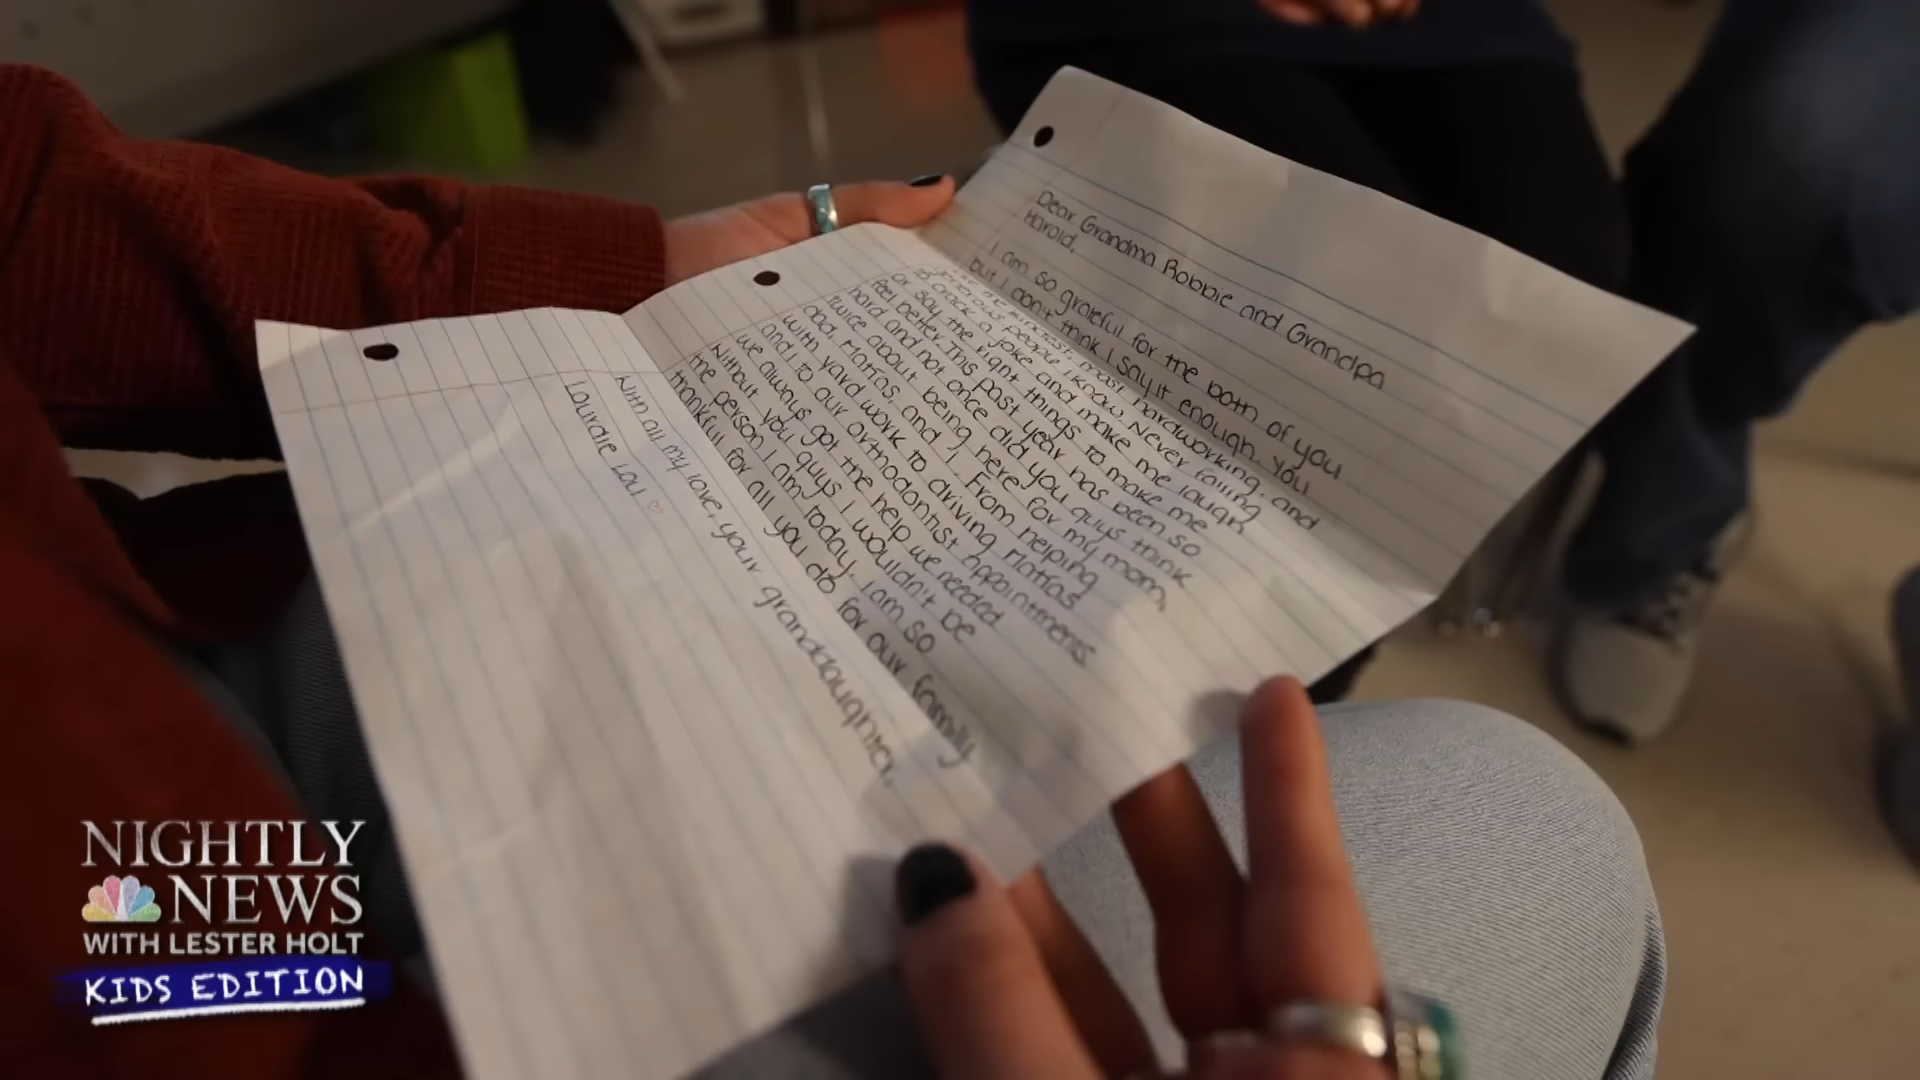 Dear Grandma Robbie and Grandpa
Harold,
I am so grateful for the both of you
but I don't think I say it enough. You
are the kindest, most hardworking, and
generous people I know. Never failing
to crack a joke and make me laugh
or say the right things to make me
feel better. This past year has been so
hard and not once did you guys think
twice about being here for my mom,
dad, Matias, and I. From helping
with yard work to driving Matias
and I to our orthodontist appointments
we always got the help we needed
Without you guys I wouldn't be
the person I am today. I am so
thankful for all you do for our family
With all my love, your granddaughter,
Lourdie Lou ♡
NIGHTLY
NEWS
WITH LESTER HOLT
KIDS EDITION